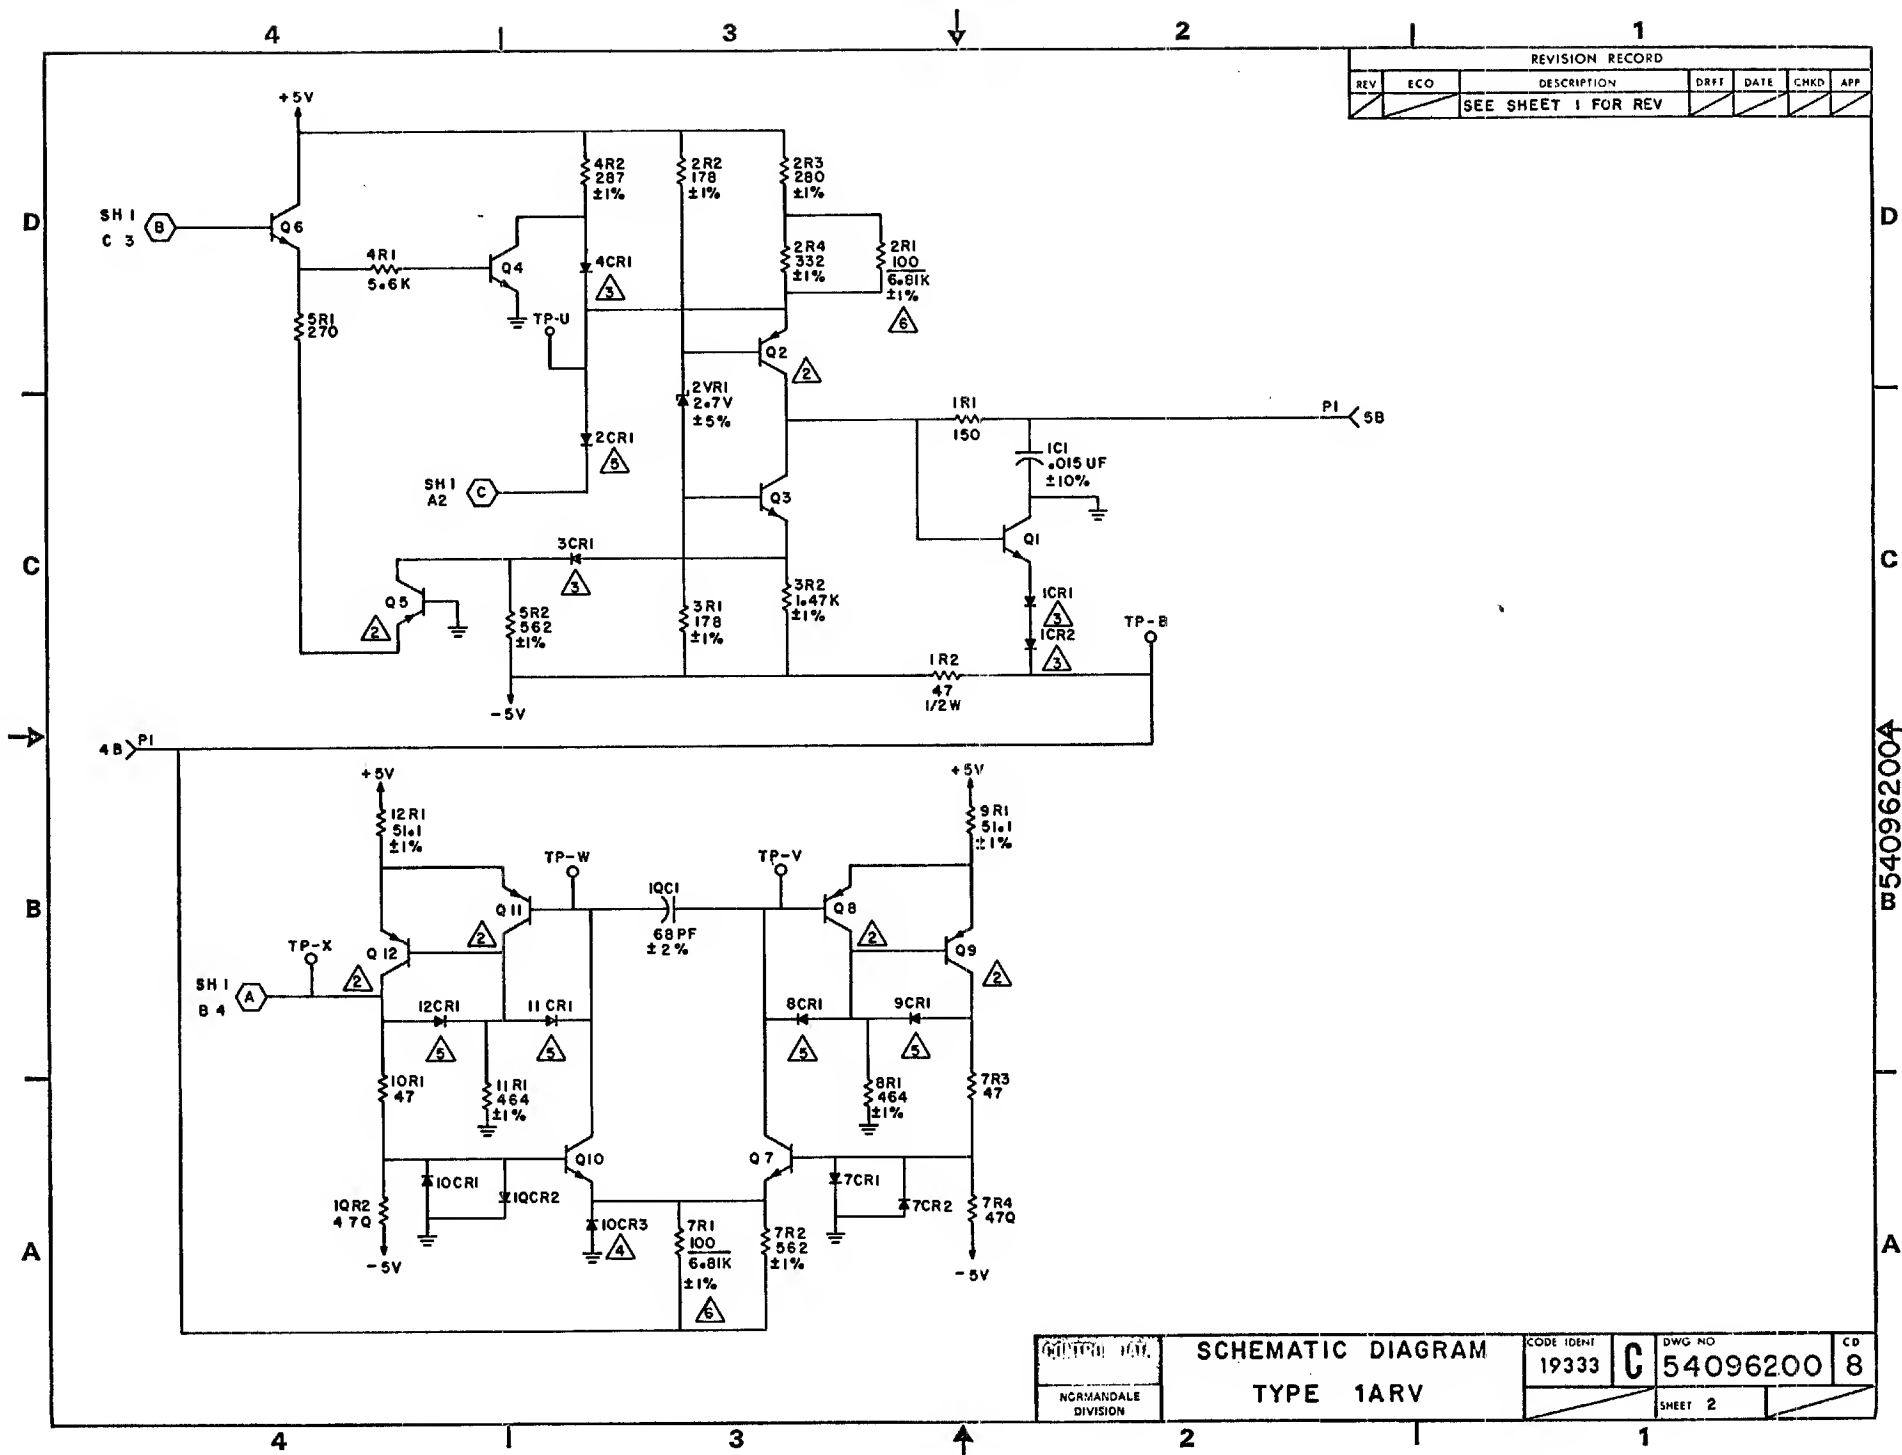 4 3 2 1
REVISION RECORD
REV ECO DESCRIPTION DRFT DATE CHKD APP
SEE SHEET 1 FOR REV
+5V
4R2
287
±1%
2R2
178
±1%
2R3
280
±1%
D
D
SH 1
C 3
B
Q6
4R1
5.6K
Q4
4CR1
3
2R4
332
±1%
2R1
100
6.81K
±1%
6
5R1
270
TP-U
Q2
2
2VR1
2.7V
±5%
1R1
150
P1
5B
2CR1
5
1C1
.015UF
±10%
SH 1
A2
C
Q3
Q1
C
C
3CR1
3
Q5
2
5R2
562
±1%
3R1
178
±1%
3R2
1.47K
±1%
1CR1
3
1CR2
3
TP-B
1R2
47
1/2W
-5V
4B
P1
B54096200
+5V
+5V
12R1
51.1
±1%
9R1
51.1
±1%
TP-W
TP-V
B
Q11
2
1QC1
68PF
±2%
Q8
2
TP-X
Q12
2
Q9
2
SH 1
B 4
A
12CR1
5
11CR1
5
8CR1
5
9CR1
5
10R1
47
11R1
464
±1%
8R1
464
±1%
7R3
47
Q10
Q7
10CR1
1QCR2
7CR1
7CR2
1QR2
47Q
7R4
47Q
10CR3
4
7R1
100
6.81K
±1%
6
7R2
562
±1%
A
A
-5V
-5V
CONTROL DATA
NORMANDALE
DIVISION
SCHEMATIC DIAGRAM
TYPE 1ARV
CODE IDENT
19333
C
DWG NO
54096200
CD
8
SHEET 2
4 3 2 1